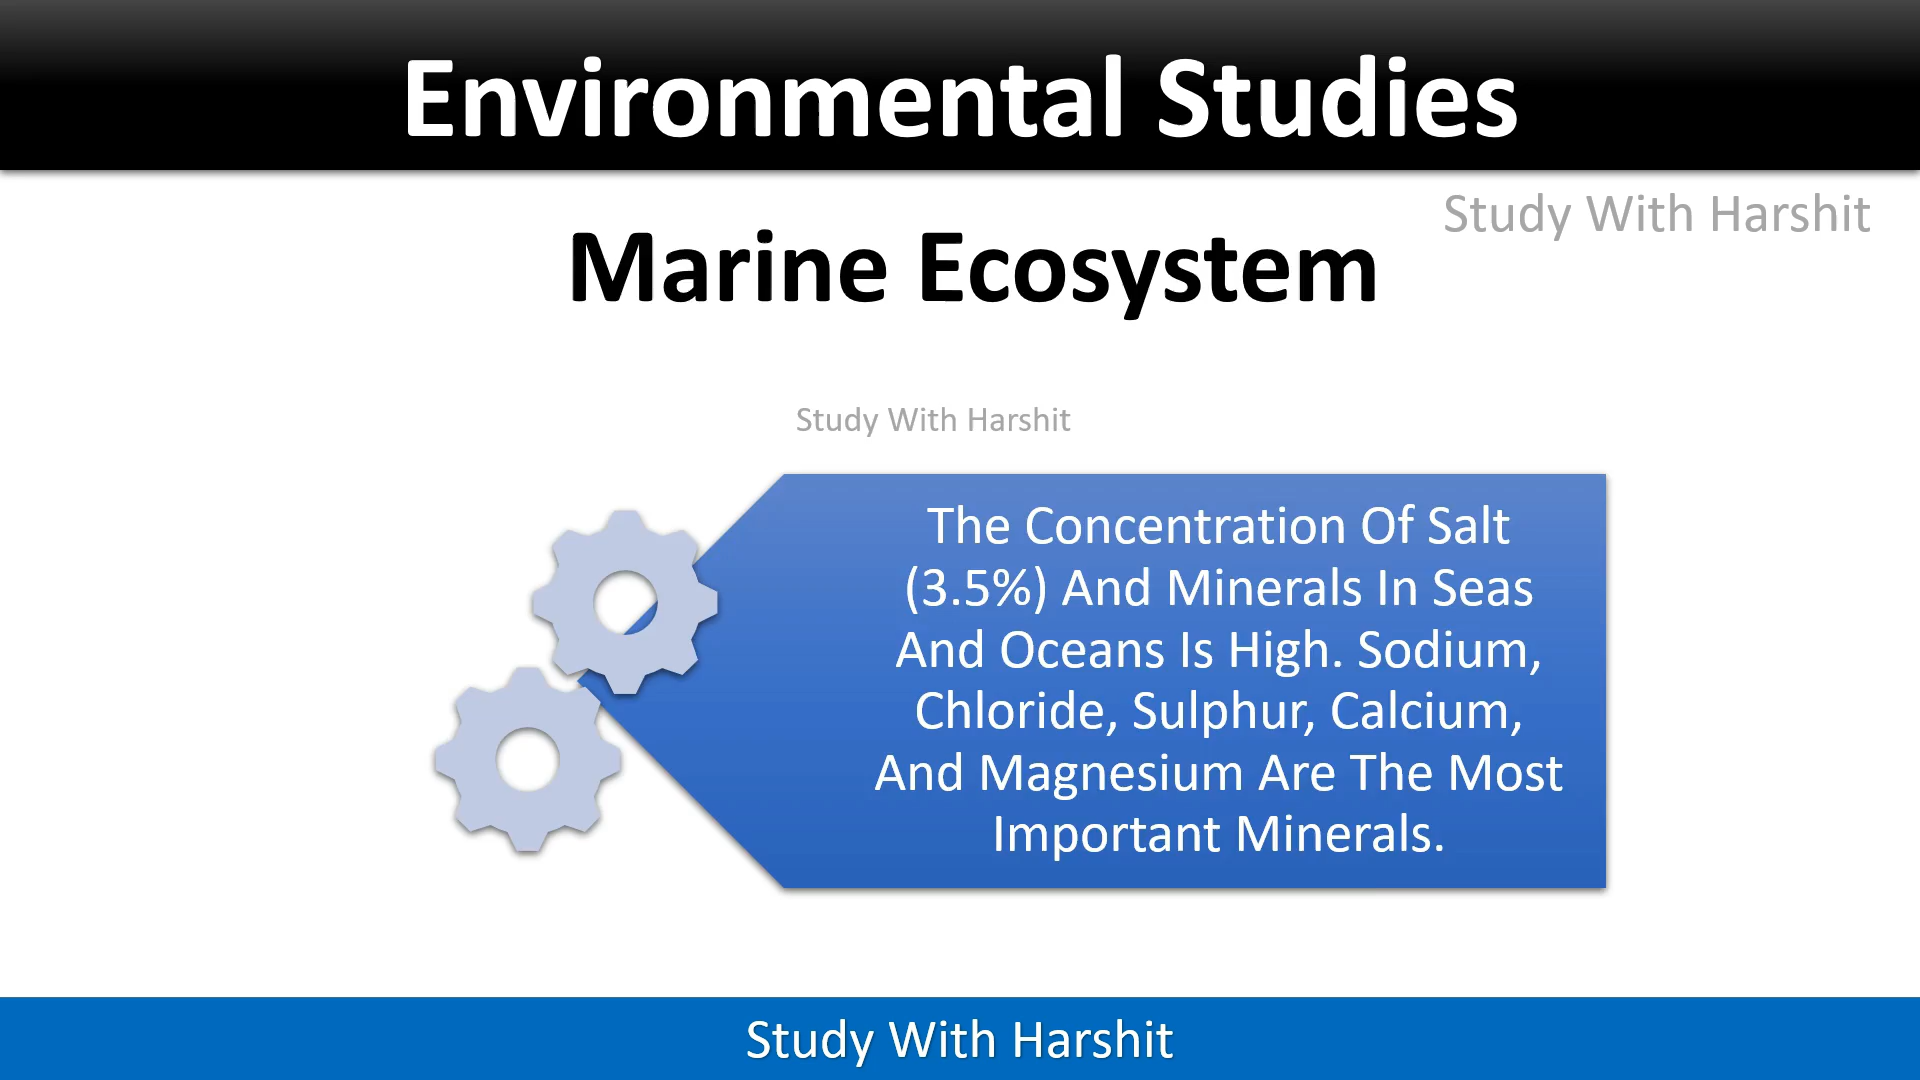 Environmental Studies
Study With Harshit
Marine Ecosystem
Study With Harshit
The Concentration Of Salt
(3.5%) And Minerals In Seas
And Oceans Is High. Sodium,
Chloride, Sulphur, Calcium,
And Magnesium Are The Most
Important Minerals.
Study With Harshit